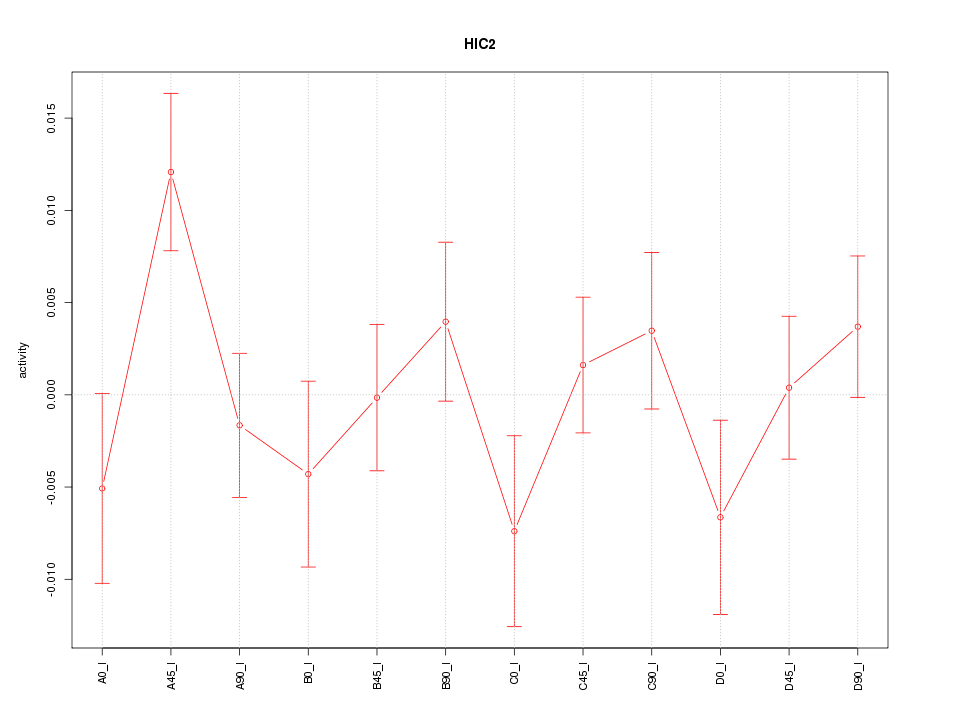 HIC2
activity
0.015
0.010
0.005
0.000
-0.005
-0.010
A0_I
A45_I
A90_I
B0_I
B45_I
B90_I
C0_I
C45_I
C90_I
D0_I
D45_I
D90_I